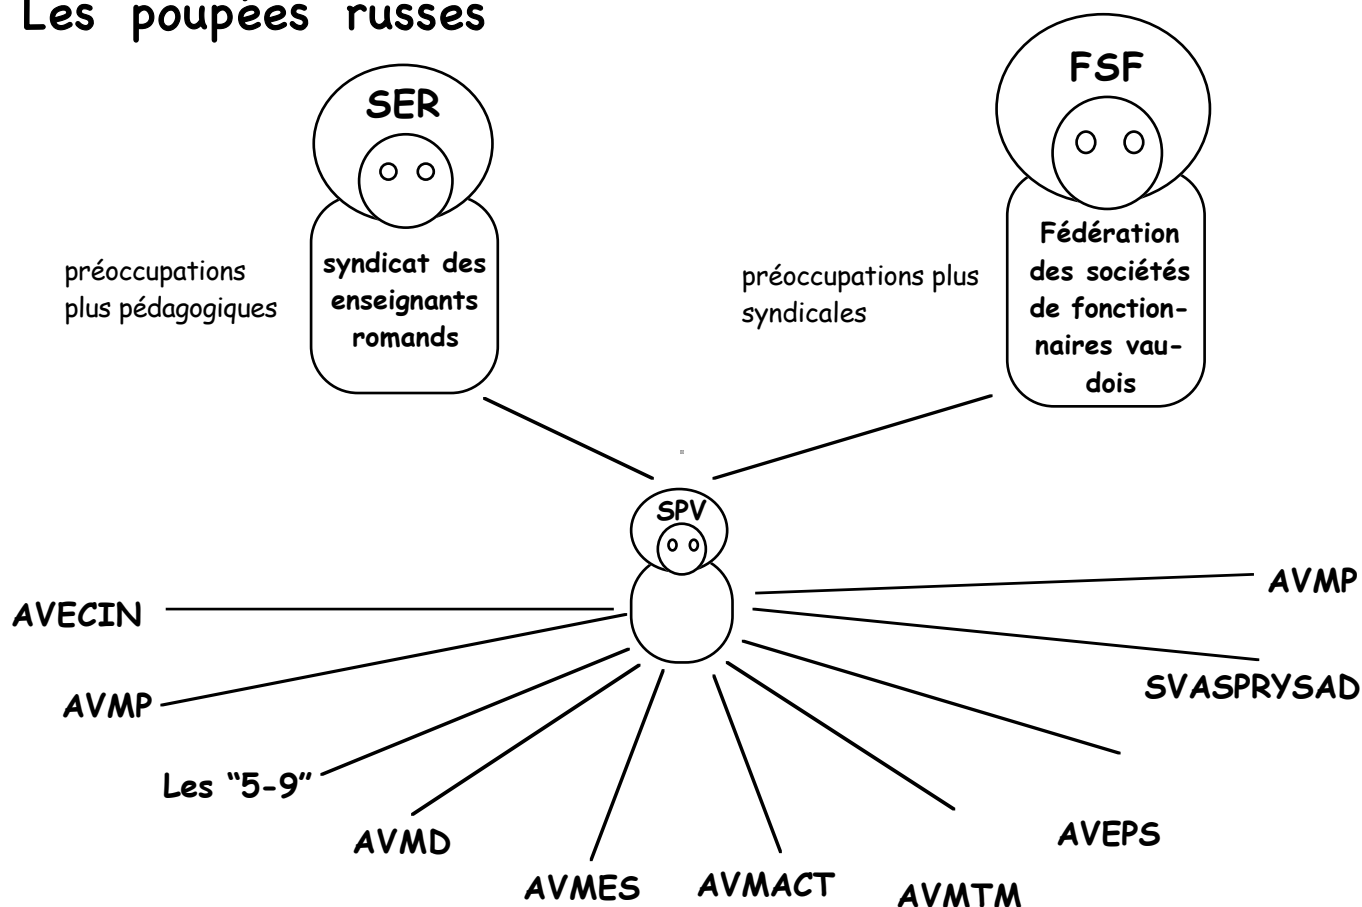 Les poupées russes
SER
FSF
syndicat des
enseignants
romands
préoccupations
plus pédagogiques
préoccupations plus
syndicales
Fédération
des sociétés
de fonction-
naires vau-
dois
SPV
AVECIN
AVMP
Les “5-9”
AVMD
AVMES
AVMACT
AVMTM
AVEPS
SVASPRYSAD
AVMP